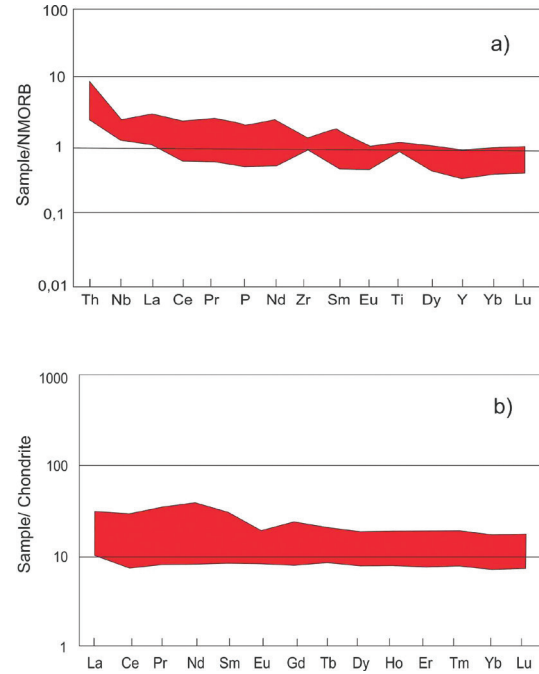 100
a)
10
Sample/NMORB
1
0,1
0,01
Th Nb La Ce Pr P Nd Zr Sm Eu Ti Dy Y Yb Lu
1000
b)
100
Sample/ Chondrite
10
1
La Ce Pr Nd Sm Eu Gd Tb Dy Ho Er Tm Yb Lu